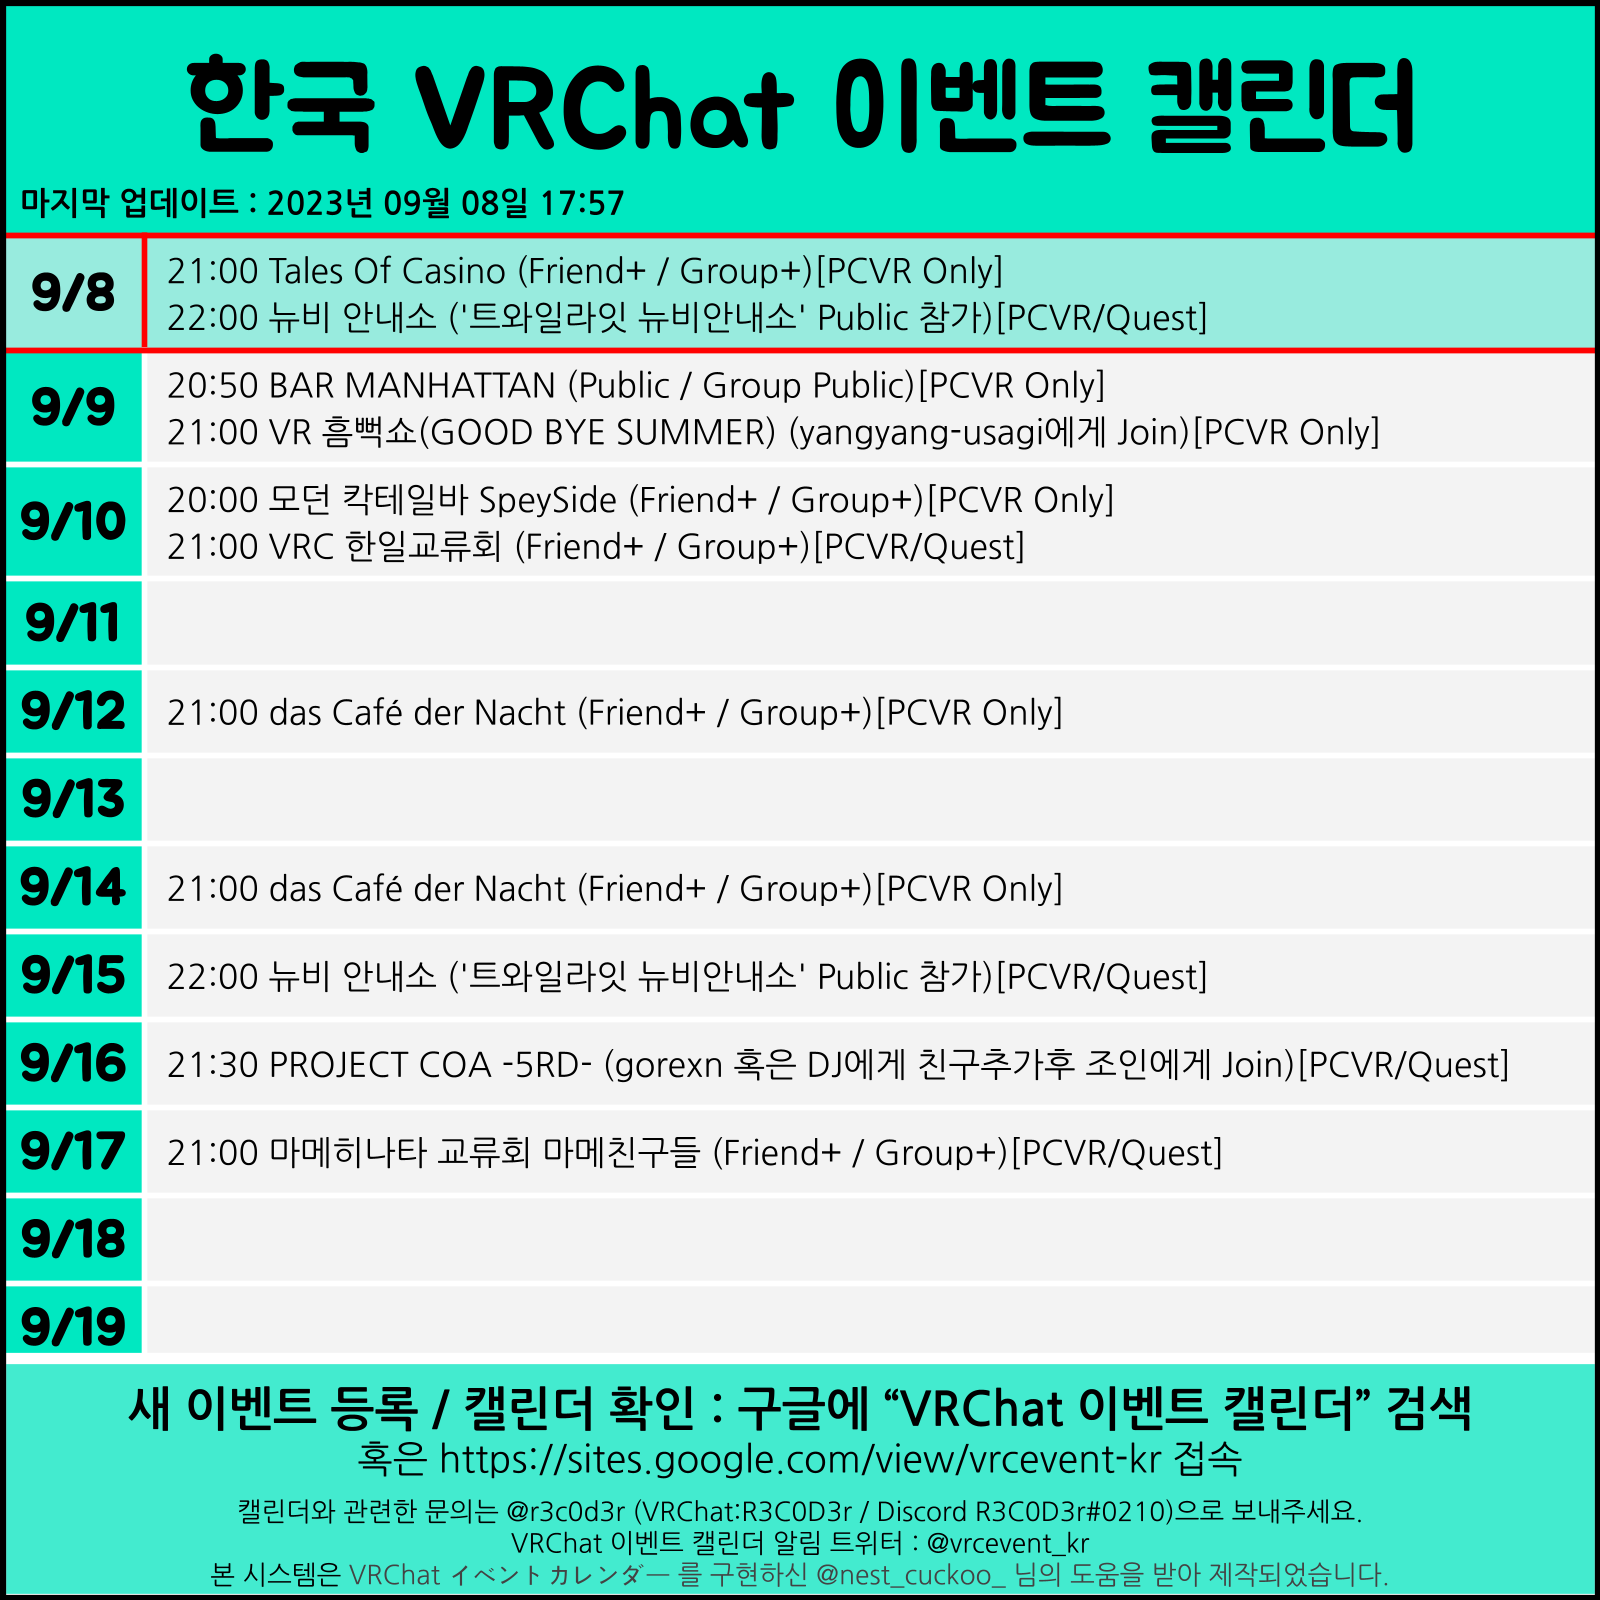 한국 VRChat 이벤트 캘린더
마지막 업데이트 : 2023년 09월 08일 17:57
9/8
21:00 Tales Of Casino (Friend+ / Group+)[PCVR Only]
22:00 뉴비 안내소 ('트와일라잇 뉴비안내소' Public 참가)[PCVR/Quest]
9/9
20:50 BAR MANHATTAN (Public / Group Public)[PCVR Only]
21:00 VR 흠뻑쇼(GOOD BYE SUMMER) (yangyang-usagi에게 Join)[PCVR Only]
9/10
20:00 모던 칵테일바 SpeySide (Friend+ / Group+)[PCVR Only]
21:00 VRC 한일교류회 (Friend+ / Group+)[PCVR/Quest]
9/11
9/12
21:00 das Café der Nacht (Friend+ / Group+)[PCVR Only]
9/13
9/14
21:00 das Café der Nacht (Friend+ / Group+)[PCVR Only]
9/15
22:00 뉴비 안내소 ('트와일라잇 뉴비안내소' Public 참가)[PCVR/Quest]
9/16
21:30 PROJECT COA -5RD- (gorexn 혹은 DJ에게 친구추가후 조인에게 Join)[PCVR/Quest]
9/17
21:00 마메히나타 교류회 마메친구들 (Friend+ / Group+)[PCVR/Quest]
9/18
9/19
새 이벤트 등록 / 캘린더 확인 : 구글에 “VRChat 이벤트 캘린더” 검색
혹은 https://sites.google.com/view/vrcevent-kr 접속
캘린더와 관련한 문의는 @r3c0d3r (VRChat:R3C0D3r / Discord R3C0D3r#0210)으로 보내주세요.
VRChat 이벤트 캘린더 알림 트위터 : @vrcevent_kr
본 시스템은 VRChat イベントカレンダー 를 구현하신 @nest_cuckoo_ 님의 도움을 받아 제작되었습니다.